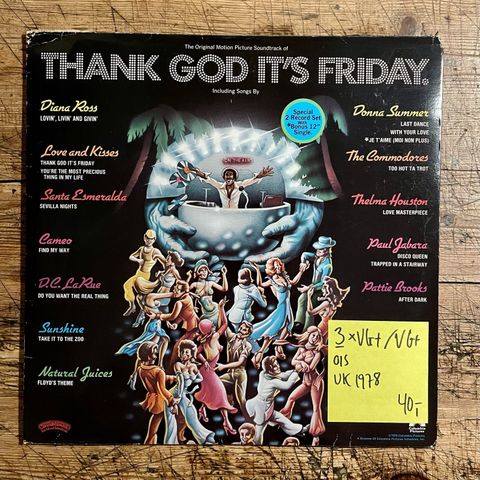 The Original Motion Picture Soundtrack of
THANK GOD IT'S FRIDAY
Including Songs By
Diana Ross
LOVIN', LIVIN' AND GIVIN'
Love and Kisses
THANK GOD IT'S FRIDAY
YOU'RE THE MOST PRECIOUS
THING IN MY LIFE
Santa Esmeralda
SEVILLA NIGHTS
Cameo
FIND MY WAY
D.C. LaRue
DO YOU WANT THE REAL THING
Sunshine
TAKE IT TO THE ZOO
Natural Juices
FLOYD'S THEME
Special
2-Record Set
With
*Bonus 12"
Single.
Donna Summer
LAST DANCE
WITH YOUR LOVE
*JE T'AIME (MOI NON PLUS)
The Commodores
TOO HOT TA TROT
Thelma Houston
LOVE MASTERPIECE
Paul Jabara
DISCO QUEEN
TRAPPED IN A STAIRWAY
Pattie Brooks
AFTER DARK
3xVG+/VG+
OIS
UK 1978
40,-
Columbia
Pictures